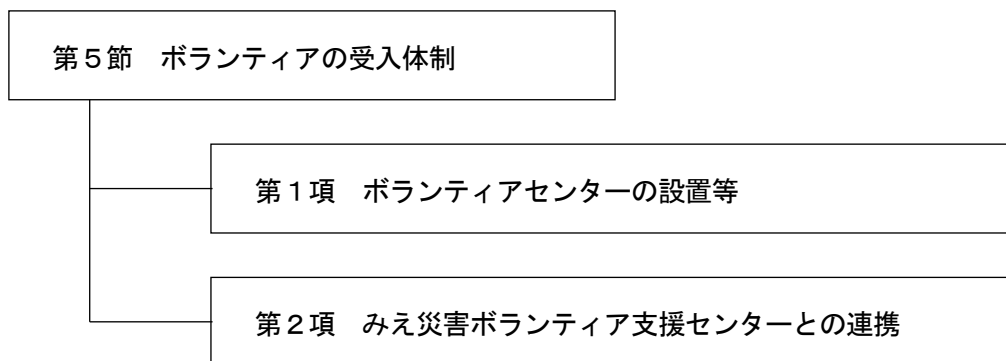 第５節　ボランティアの受入体制
第１項　ボランティアセンターの設置等
第２項　みえ災害ボランティア支援センターとの連携